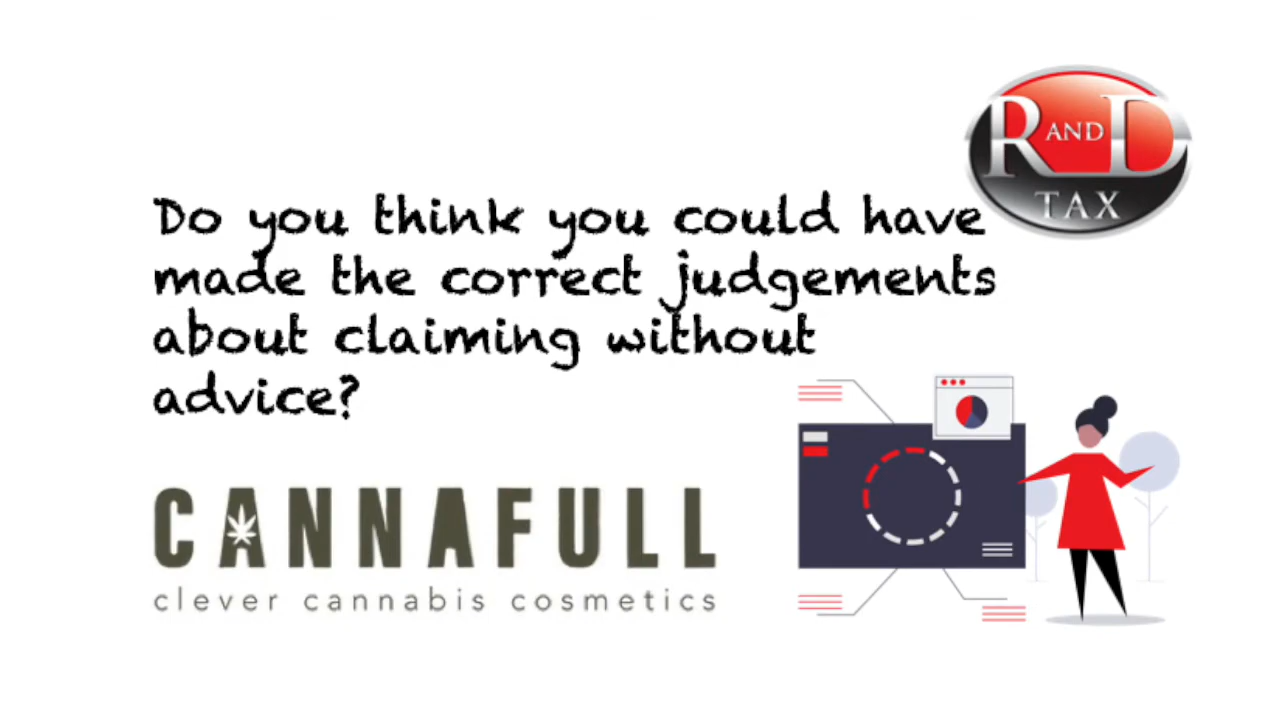 R AND D
TAX
Do you think you could have
made the correct judgements
about claiming without
advice?
CANNAFULL
clever cannabis cosmetics